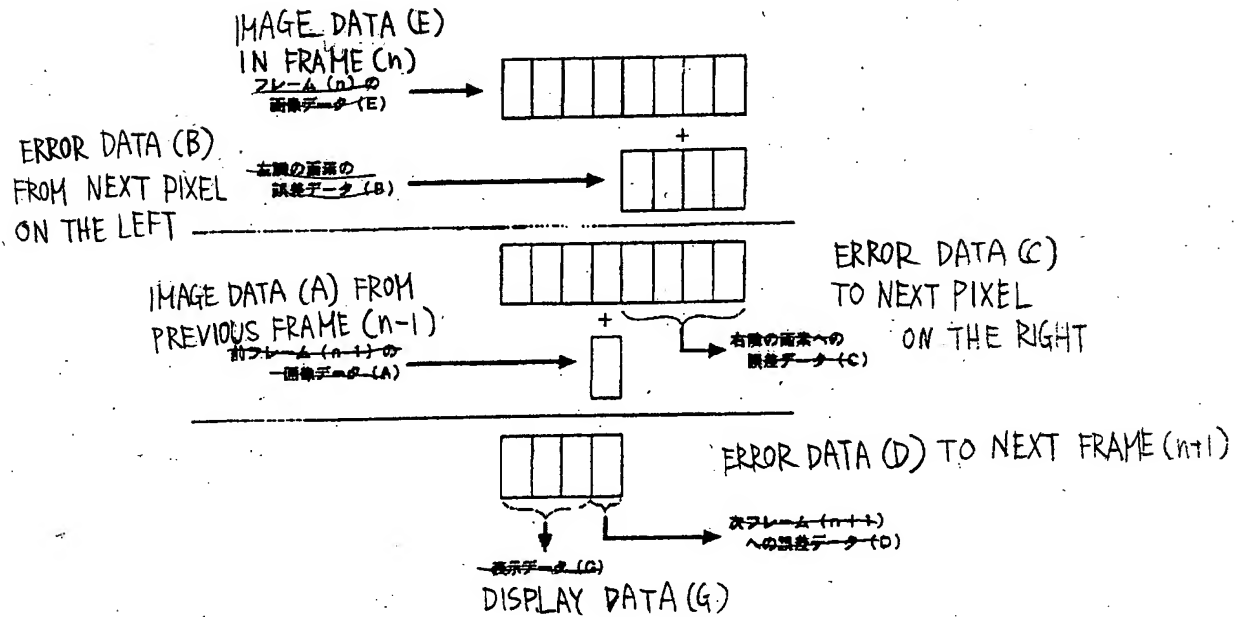 IMAGE DATA (E)
IN FRAME (n)
フレーム (n) の
画像データ (E)
+
ERROR DATA (B)
FROM NEXT PIXEL
ON THE LEFT
左隣の画素の
誤差データ (B)
IMAGE DATA (A) FROM
PREVIOUS FRAME (n-1)
前フレーム (n-1) の
画像データ (A)
+
ERROR DATA (C)
TO NEXT PIXEL
ON THE RIGHT
右隣の画素への
誤差データ (C)
ERROR DATA (D) TO NEXT FRAME (n+1)
次フレーム (n+1)
への誤差データ (D)
表示データ (G)
DISPLAY DATA (G)